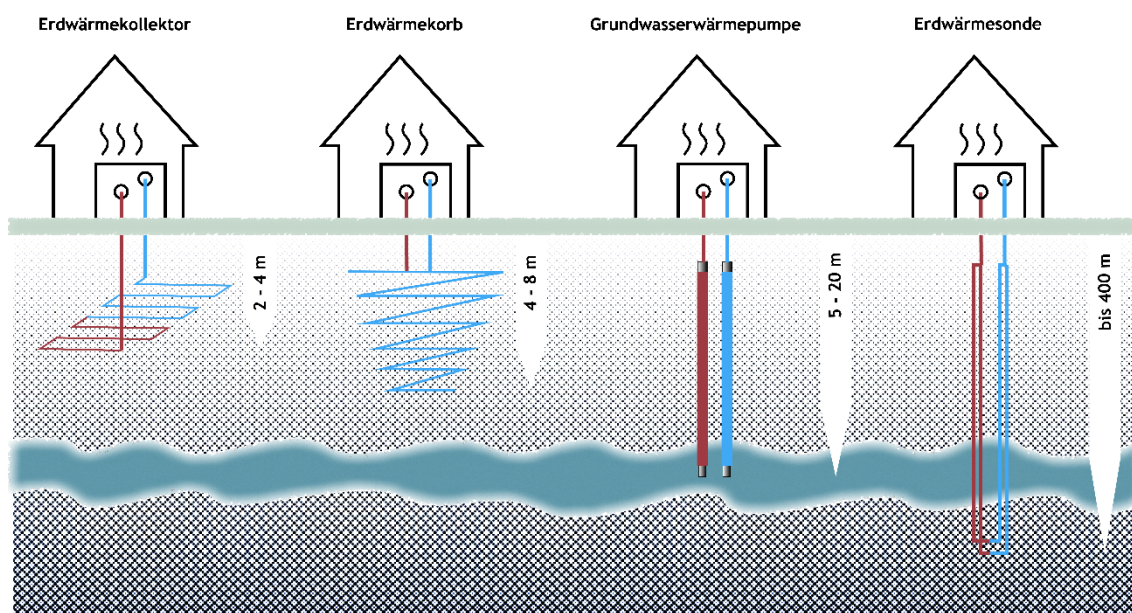 Erdwärmekollektor
Erdwärmekorb
Grundwasserwärmepumpe
Erdwärmesonde
2 - 4 m
4 - 8 m
5 - 20 m
bis 400 m